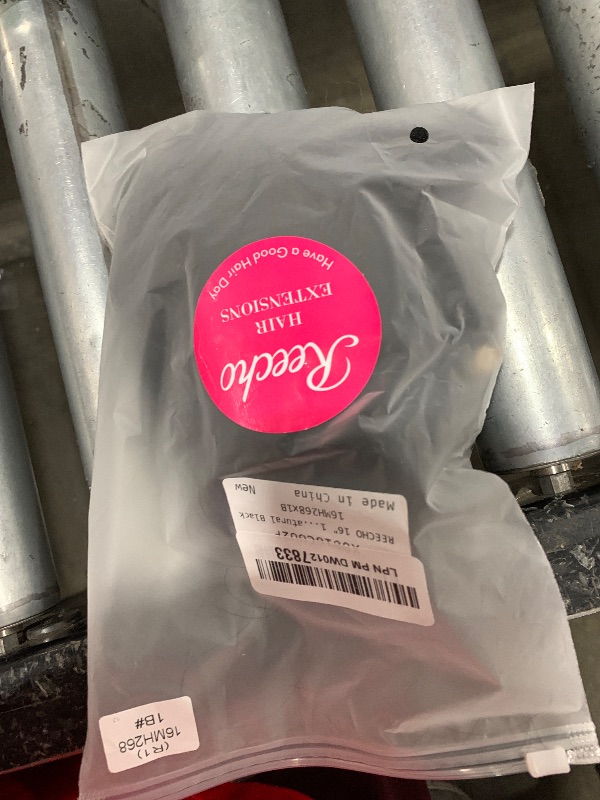 Reecho
HAIR
EXTENSIONS
Have a Good Hair Day
LPN PM DW0127833
REECHO 16" 1...atural Black
16MH268x1B
New
Made in China
(R1)
16MH268
1B#